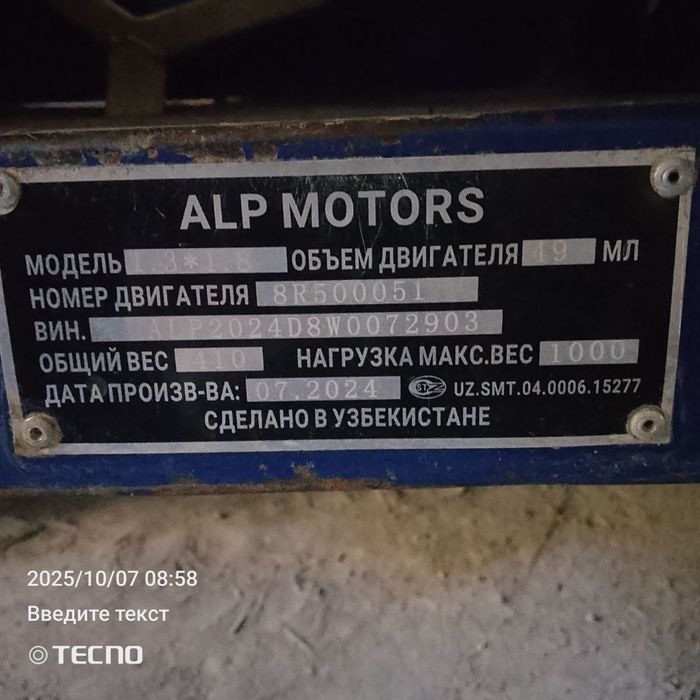 ALP MOTORS
МОДЕЛЬ 1.3*1.8 ОБЪЕМ ДВИГАТЕЛЯ 49 МЛ
НОМЕР ДВИГАТЕЛЯ 8R500051
ВИН. ALP2024D8W0072903
ОБЩИЙ ВЕС 410 НАГРУЗКА МАКС.ВЕС 1000
ДАТА ПРОИЗВ-ВА: 07.2024 UZ.SMT.04.0006.15277
СДЕЛАНО В УЗБЕКИСТАНЕ
2025/10/07 08:58
Введите текст
TECNO